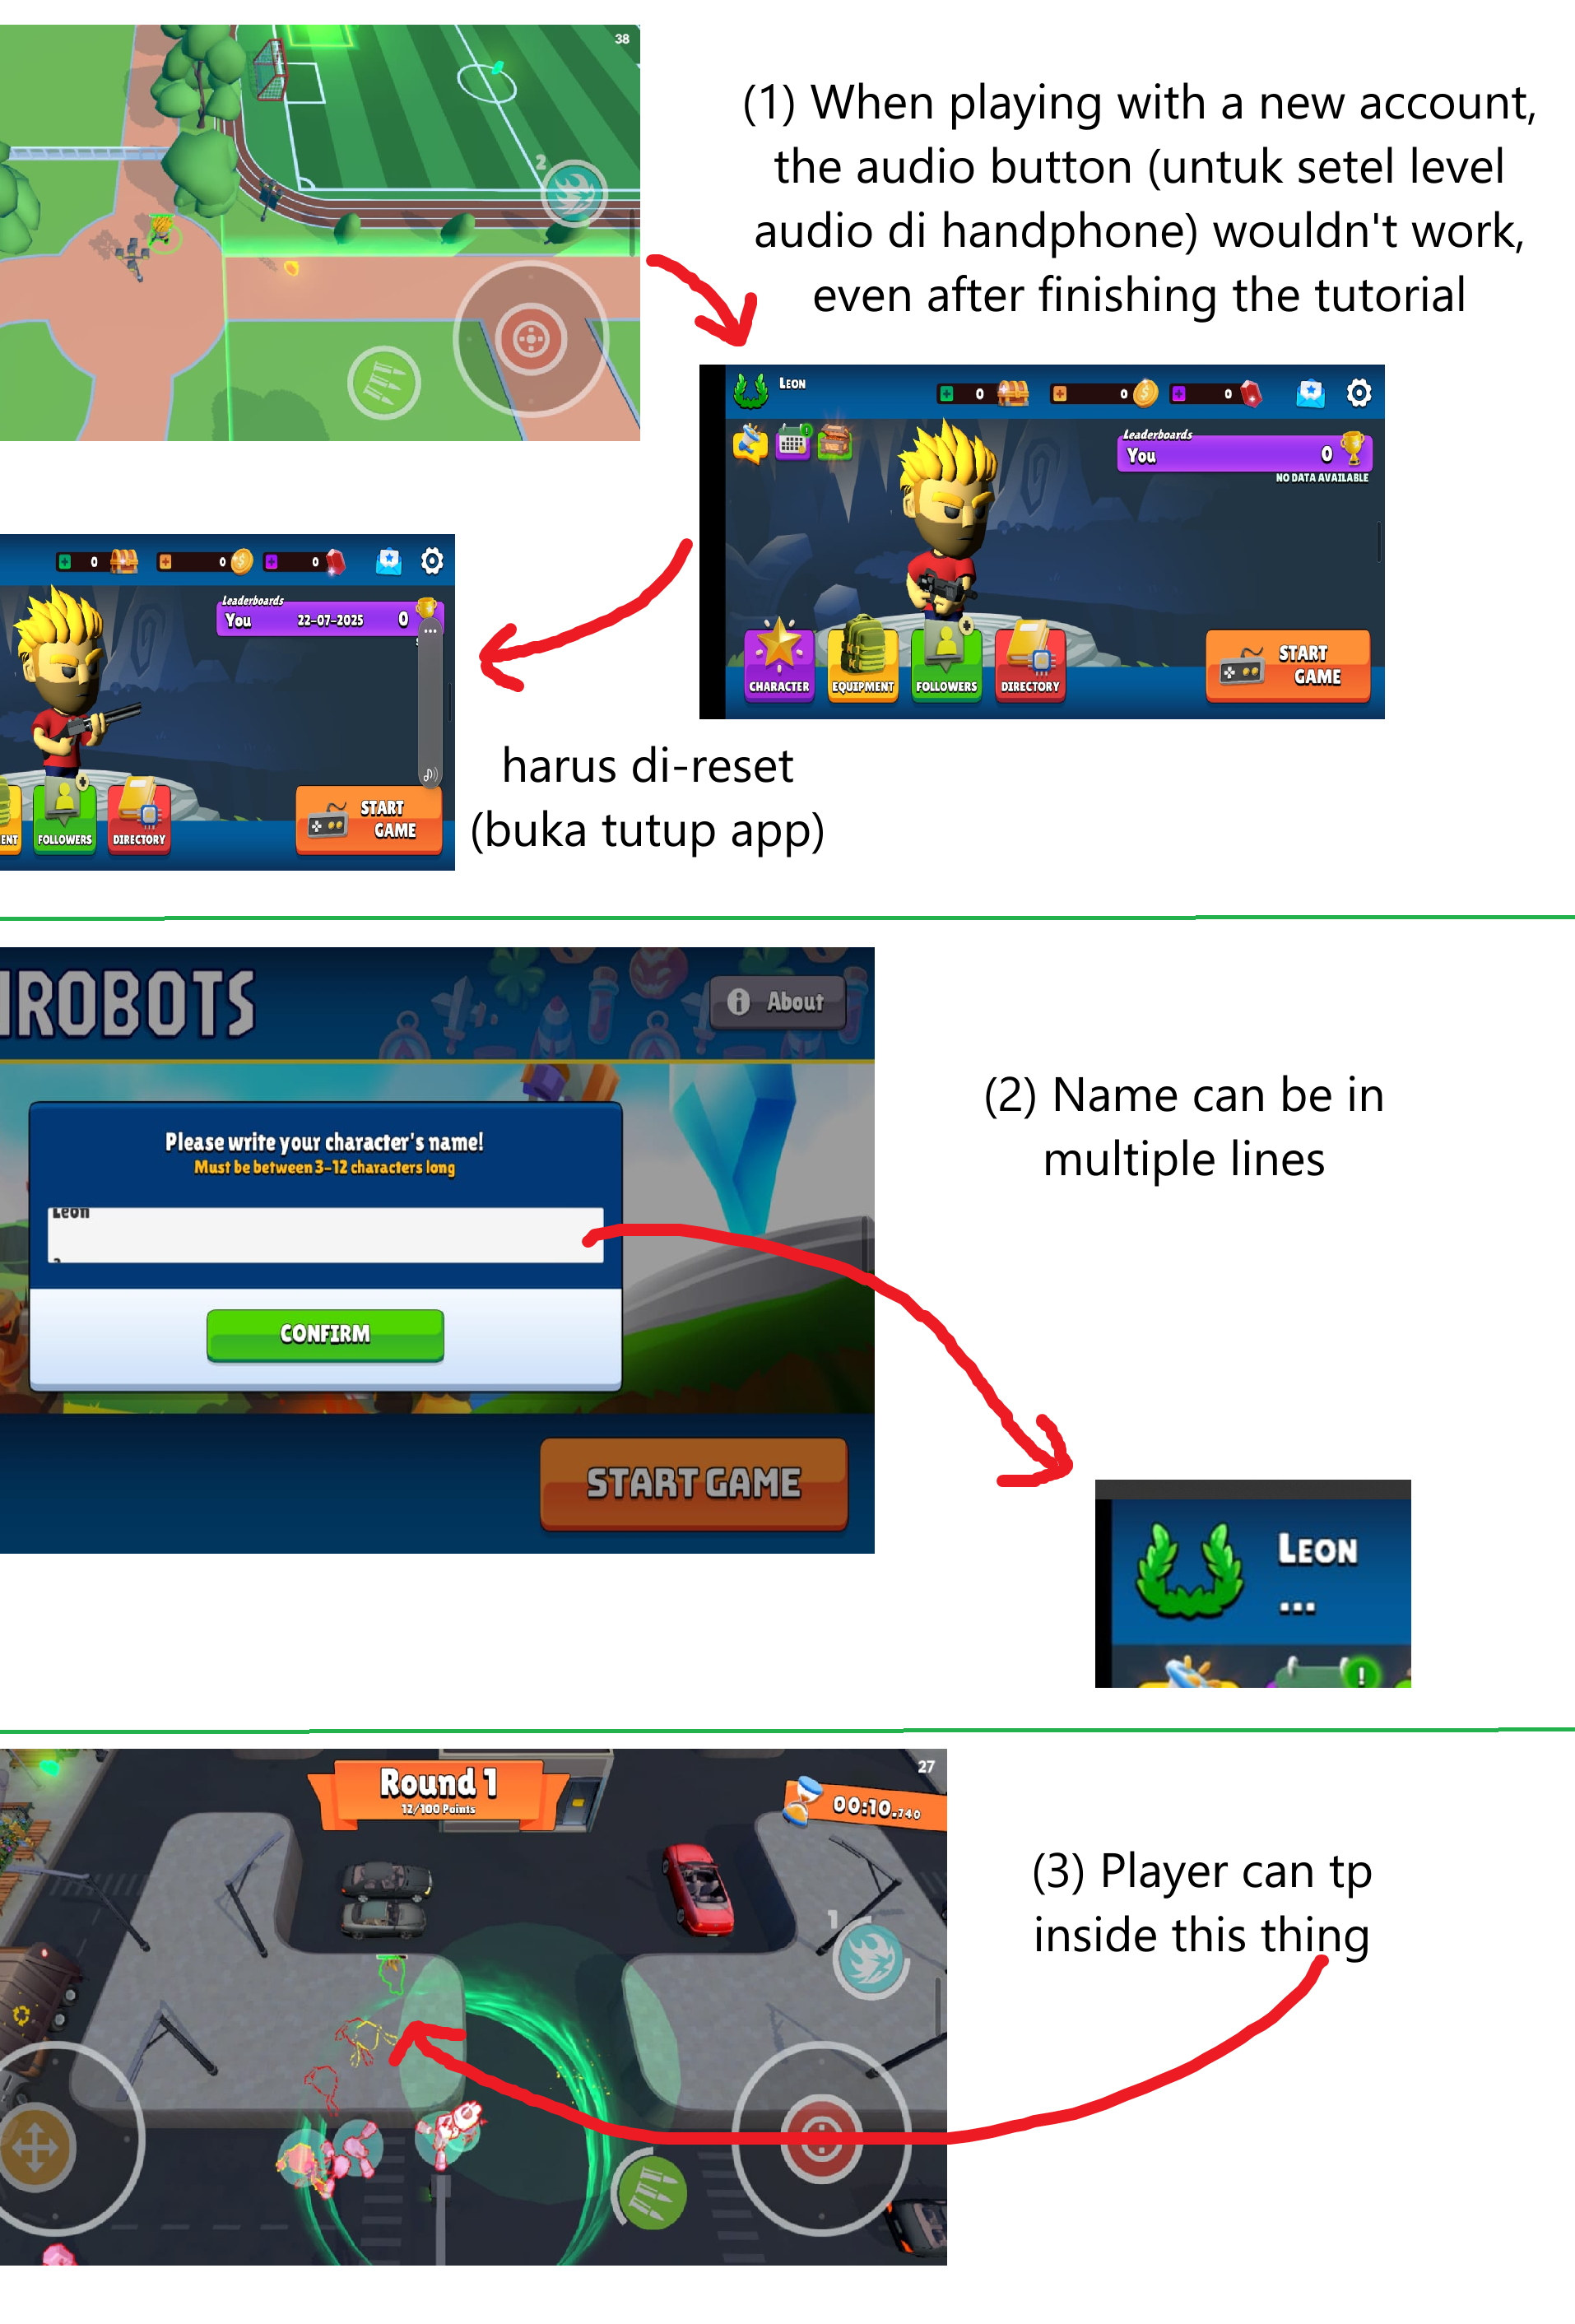 38
2
(1) When playing with a new account,
the audio button (untuk setel level
audio di handphone) wouldn't work,
even after finishing the tutorial
LEON
0
0
0
Leaderboards
You 0
NO DATA AVAILABLE
CHARACTER
EQUIPMENT
FOLLOWERS
DIRECTORY
START
GAME
0
0
0
Leaderboards
You 22-07-2025 0
ENT
FOLLOWERS
DIRECTORY
START
GAME
harus di-reset
(buka tutup app)
ROBOTS
About
Please write your character's name!
Must be between 3-12 characters long
Leon
CONFIRM
START GAME
(2) Name can be in
multiple lines
LEON
...
Round 1
12/100 Points
27
00:10.740
1
(3) Player can tp
inside this thing